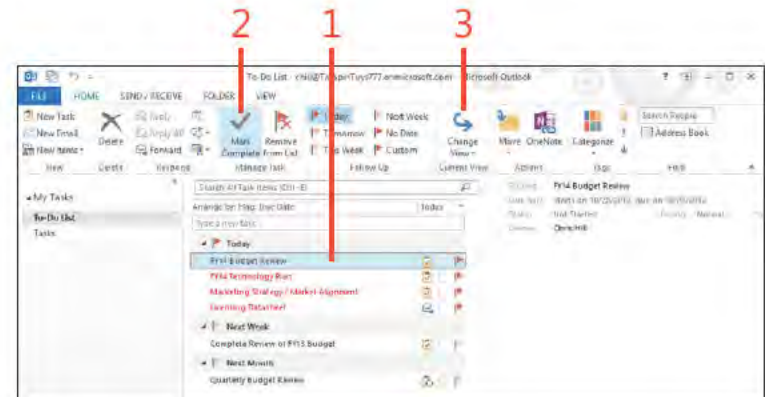 2 1 3
To-Do List - Microsoft Outlook
FILE HOME SEND / RECEIVE FOLDER VIEW
New Task
New Email
New Items
Delete
Reply
Reply All
Forward
Mark Complete
Remove from List
Today
Tomorrow
This Week
Next Week
No Date
Custom
Change View
Move
OneNote
Categorize
Search People
Address Book
New Delete Respond Manage Task Follow Up Current View Actions Tags Find
My Tasks
To-Do List
Tasks
Search All Task Items (Ctrl+E)
Arrange by: Flag: Due Date Today
Type a new task
Today
FY14 Budget Review
FY14 Technology Plan
Marketing Strategy / Market Alignment
Licensing Datasheet
Next Week
Complete Review of FY13 Budget
Next Month
Quarterly Budget Review
Subject FY14 Budget Review
Not Started Normal